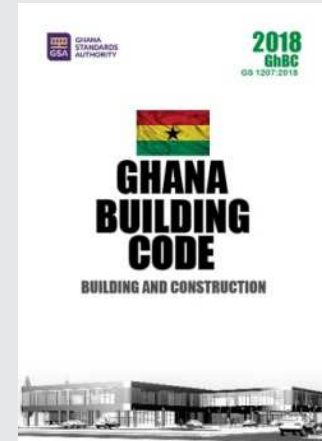 GSA
GHANA
STANDARDS
AUTHORITY
2018
GhBC
GS 1207:2018
GHANA
BUILDING
CODE
BUILDING AND CONSTRUCTION